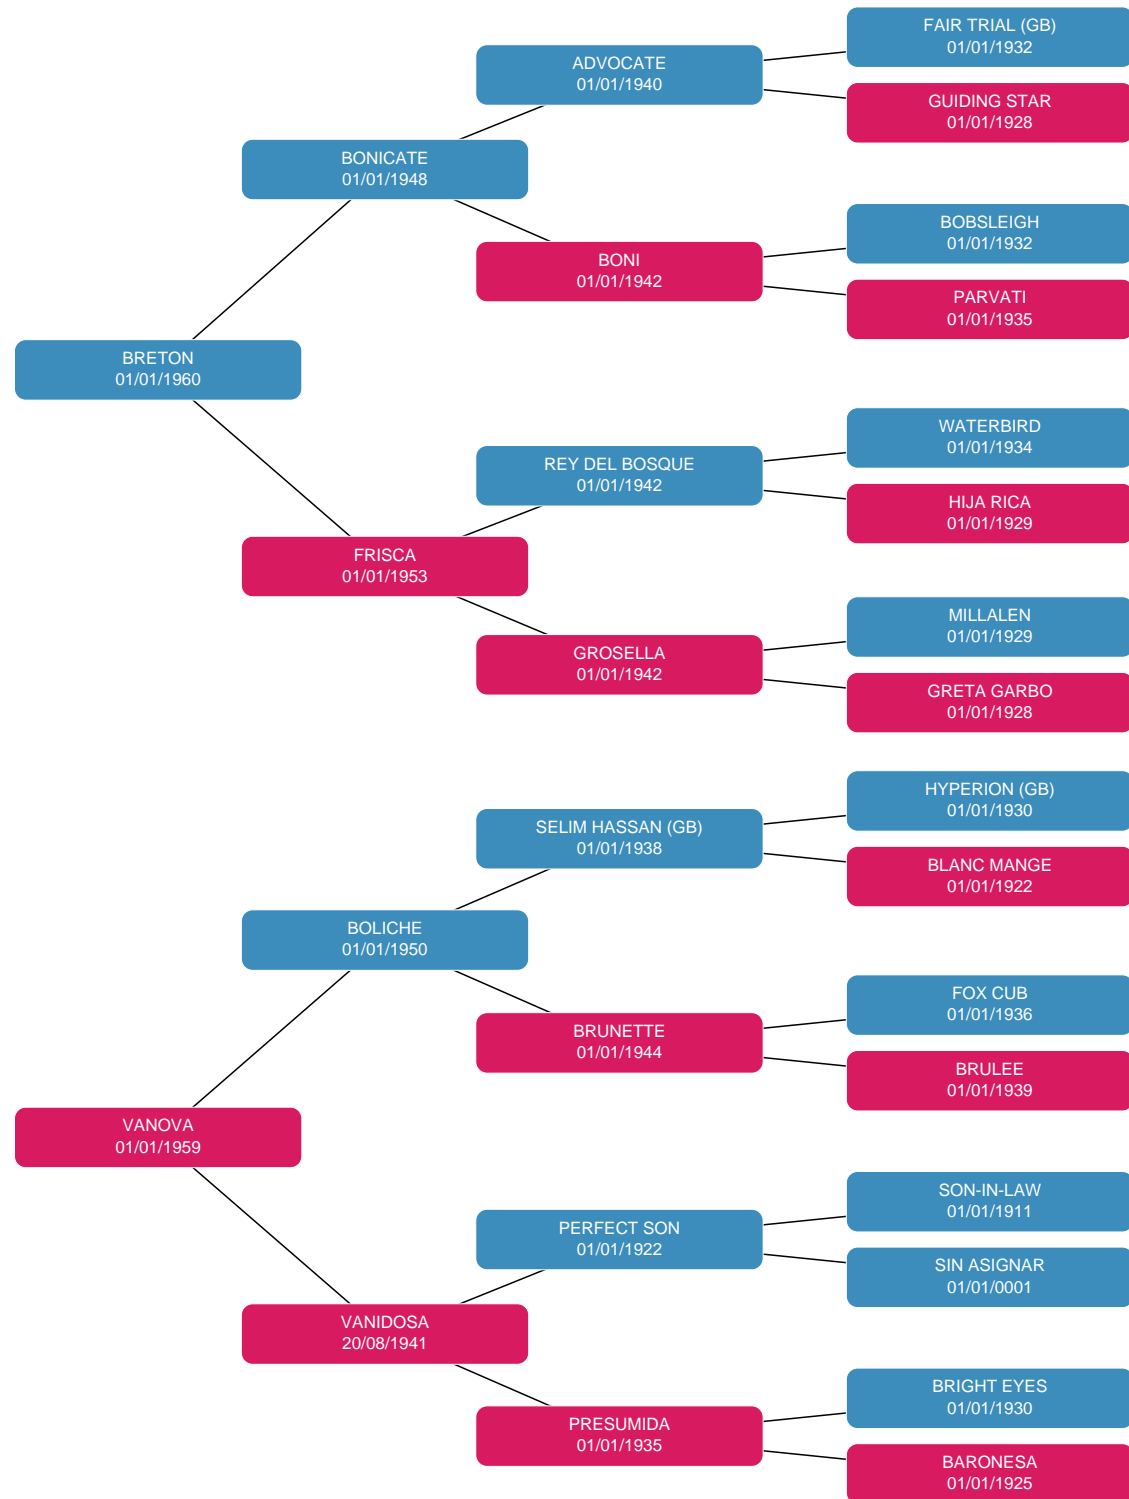 FAIR TRIAL (GB)
01/01/1932
ADVOCATE
01/01/1940
GUIDING STAR
01/01/1928
BONICATE
01/01/1948
BOBSLEIGH
01/01/1932
BONI
01/01/1942
PARVATI
01/01/1935
BRETON
01/01/1960
WATERBIRD
01/01/1934
REY DEL BOSQUE
01/01/1942
HIJA RICA
01/01/1929
FRISCA
01/01/1953
MILLALEN
01/01/1929
GROSELLA
01/01/1942
GRETA GARBO
01/01/1928
HYPERION (GB)
01/01/1930
SELIM HASSAN (GB)
01/01/1938
BLANC MANGE
01/01/1922
BOLICHE
01/01/1950
FOX CUB
01/01/1936
BRUNETTE
01/01/1944
BRULEE
01/01/1939
VANOVA
01/01/1959
SON-IN-LAW
01/01/1911
PERFECT SON
01/01/1922
SIN ASIGNAR
01/01/0001
VANIDOSA
20/08/1941
BRIGHT EYES
01/01/1930
PRESUMIDA
01/01/1935
BARONESA
01/01/1925